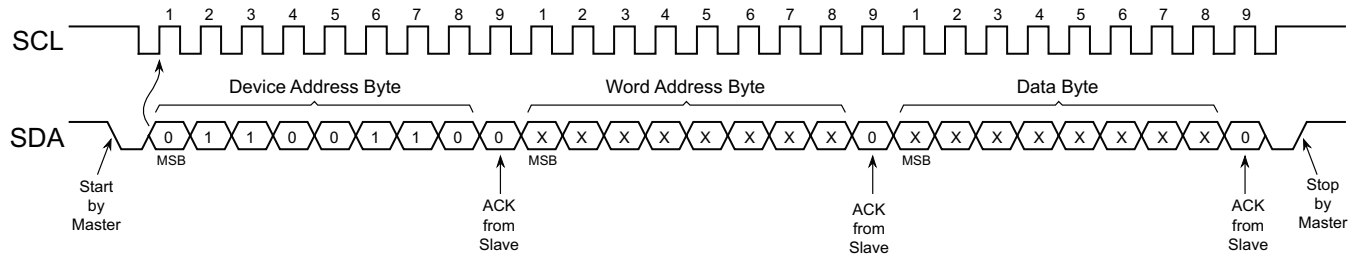 1 2 3 4 5 6 7 8 9 1 2 3 4 5 6 7 8 9 1 2 3 4 5 6 7 8 9
SCL
Device Address Byte Word Address Byte Data Byte
SDA 0 1 1 0 0 1 1 0 0 X X X X X X X X 0 X X X X X X X X 0
MSB MSB MSB
Start
by
Master
ACK
from
Slave
ACK
from
Slave
ACK
from
Slave
Stop
by
Master